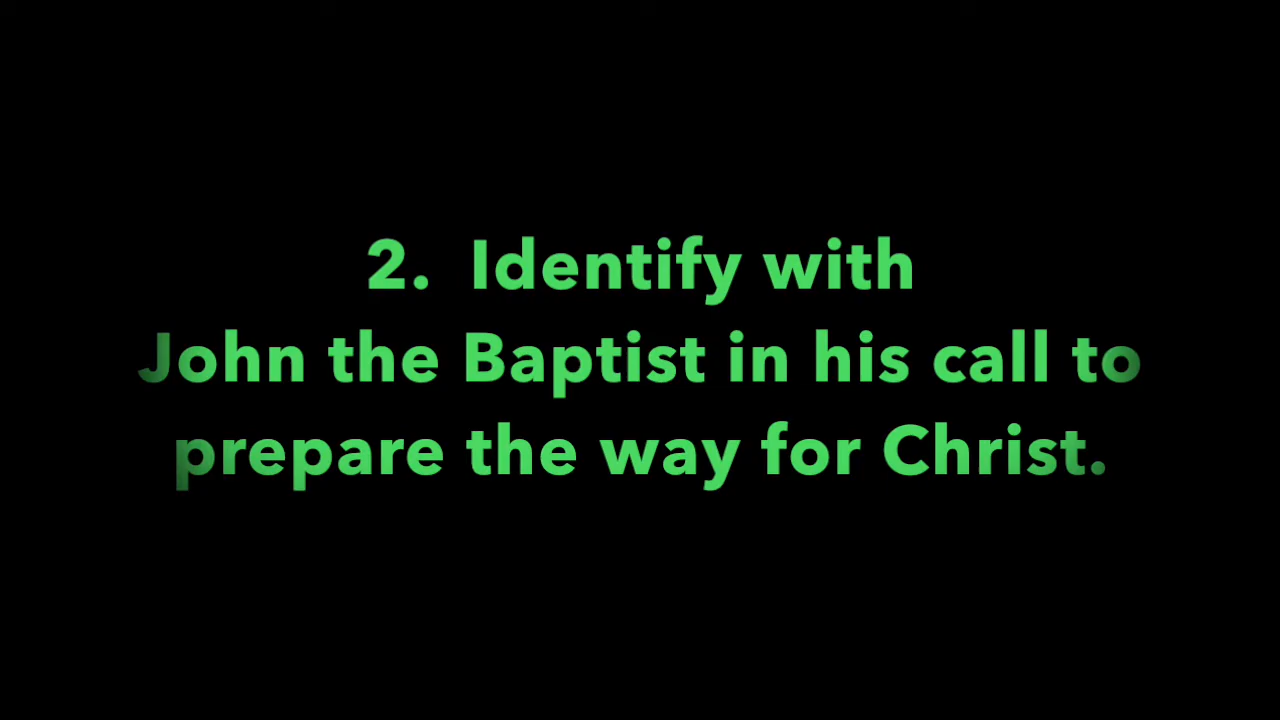 2. Identify with
John the Baptist in his call to
prepare the way for Christ.